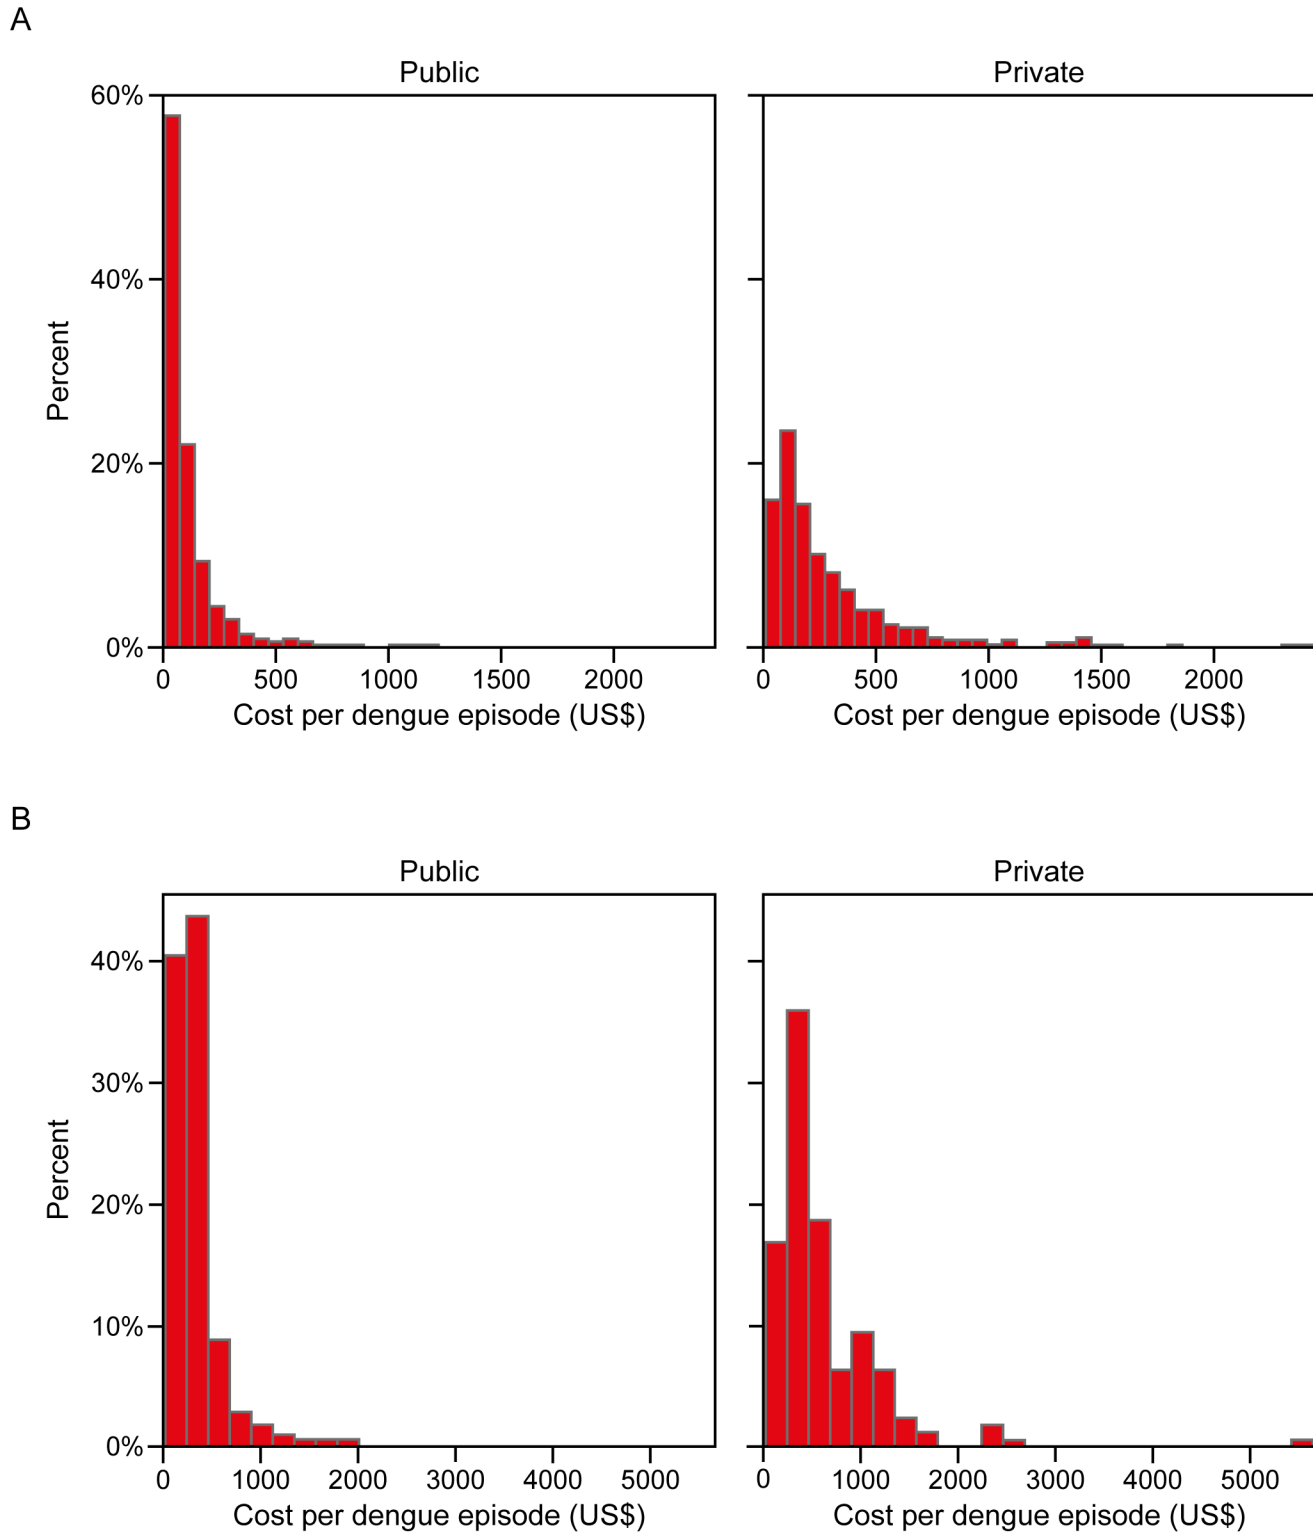 A
Public
Private
60%
40%
20%
0%
Percent
0 500 1000 1500 2000
0 500 1000 1500 2000
Cost per dengue episode (US$)
Cost per dengue episode (US$)
B
Public
Private
40%
30%
20%
10%
0%
Percent
0 1000 2000 3000 4000 5000
0 1000 2000 3000 4000 5000
Cost per dengue episode (US$)
Cost per dengue episode (US$)